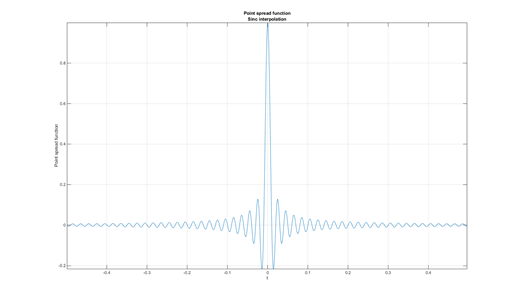 Point spread function
Sinc interpolation
Point spread function
0.8
0.6
0.4
0.2
0
-0.2
-0.4 -0.3 -0.2 -0.1 0 0.1 0.2 0.3 0.4
t